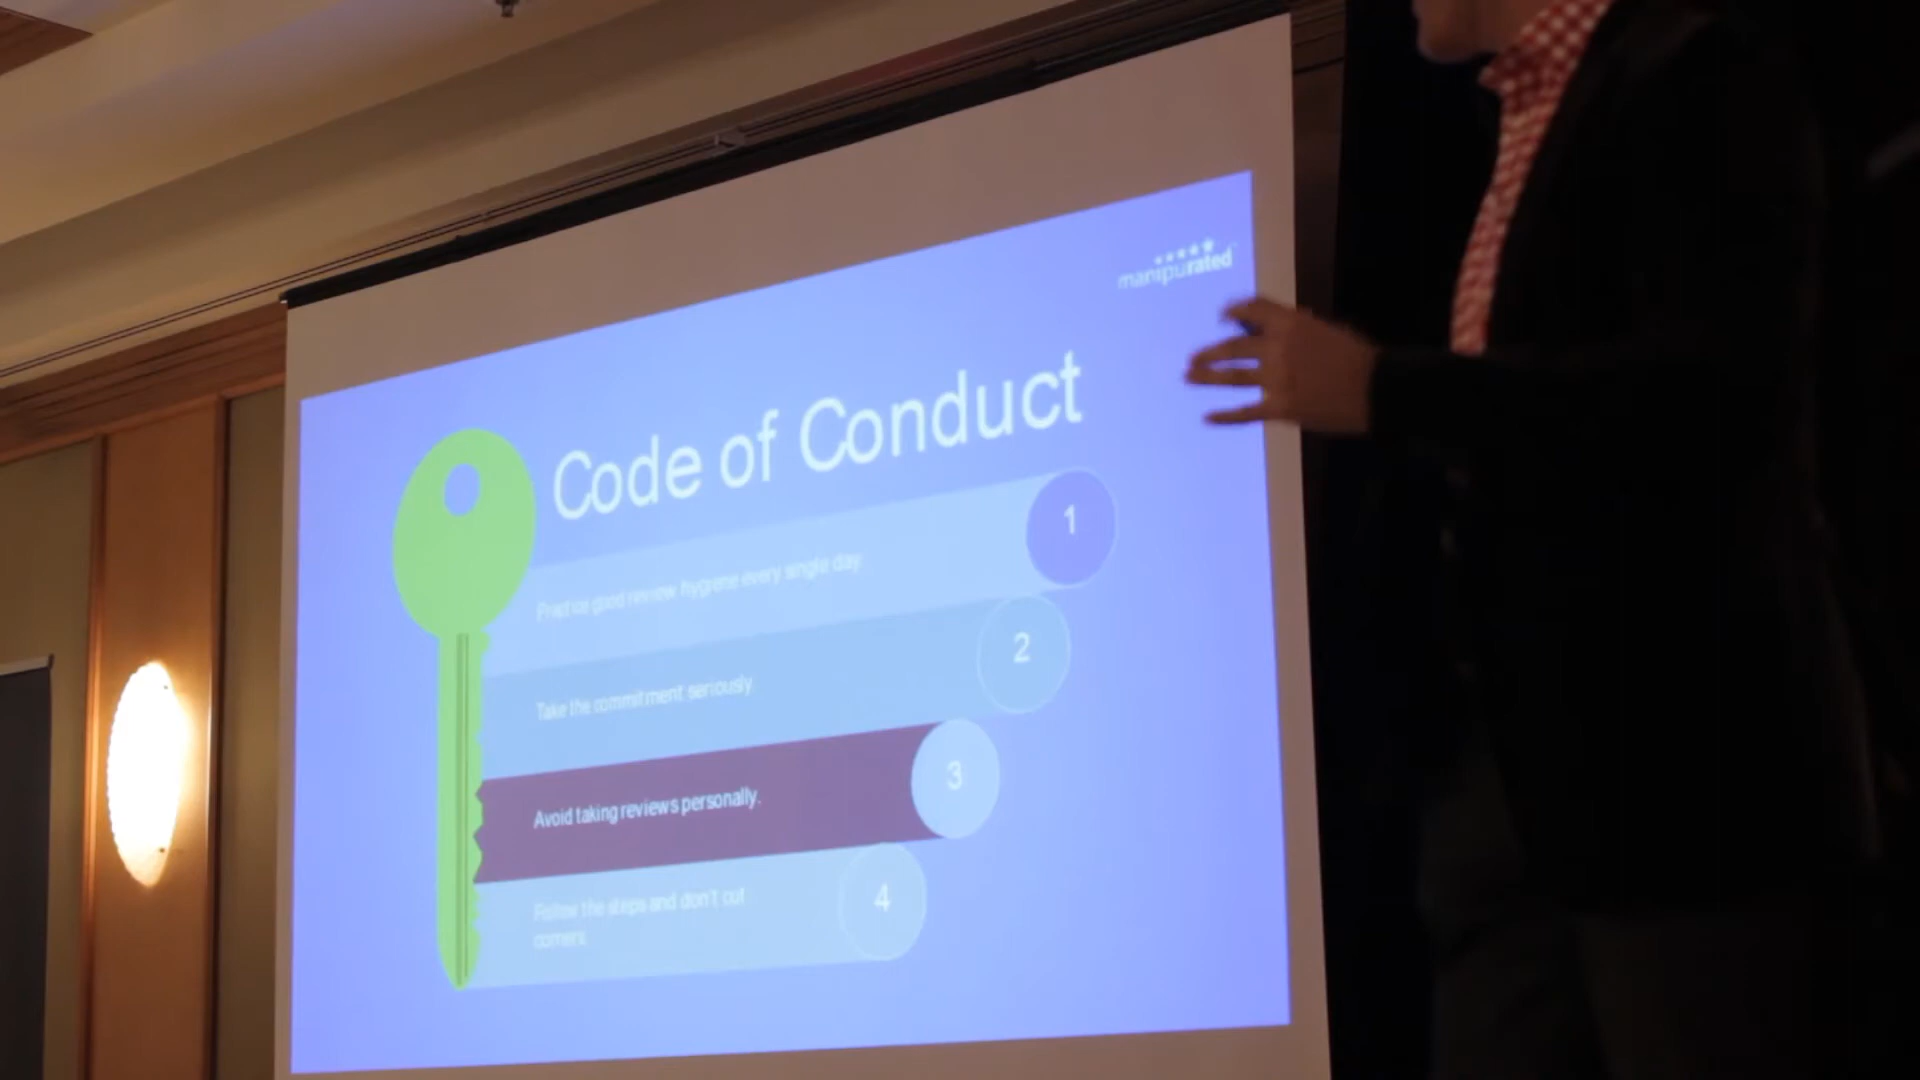 manipurated
Code of Conduct
Practice good review hygiene every single day.
1
Take the commitment seriously.
2
Avoid taking reviews personally.
3
Follow the steps and don't cut
corners.
4